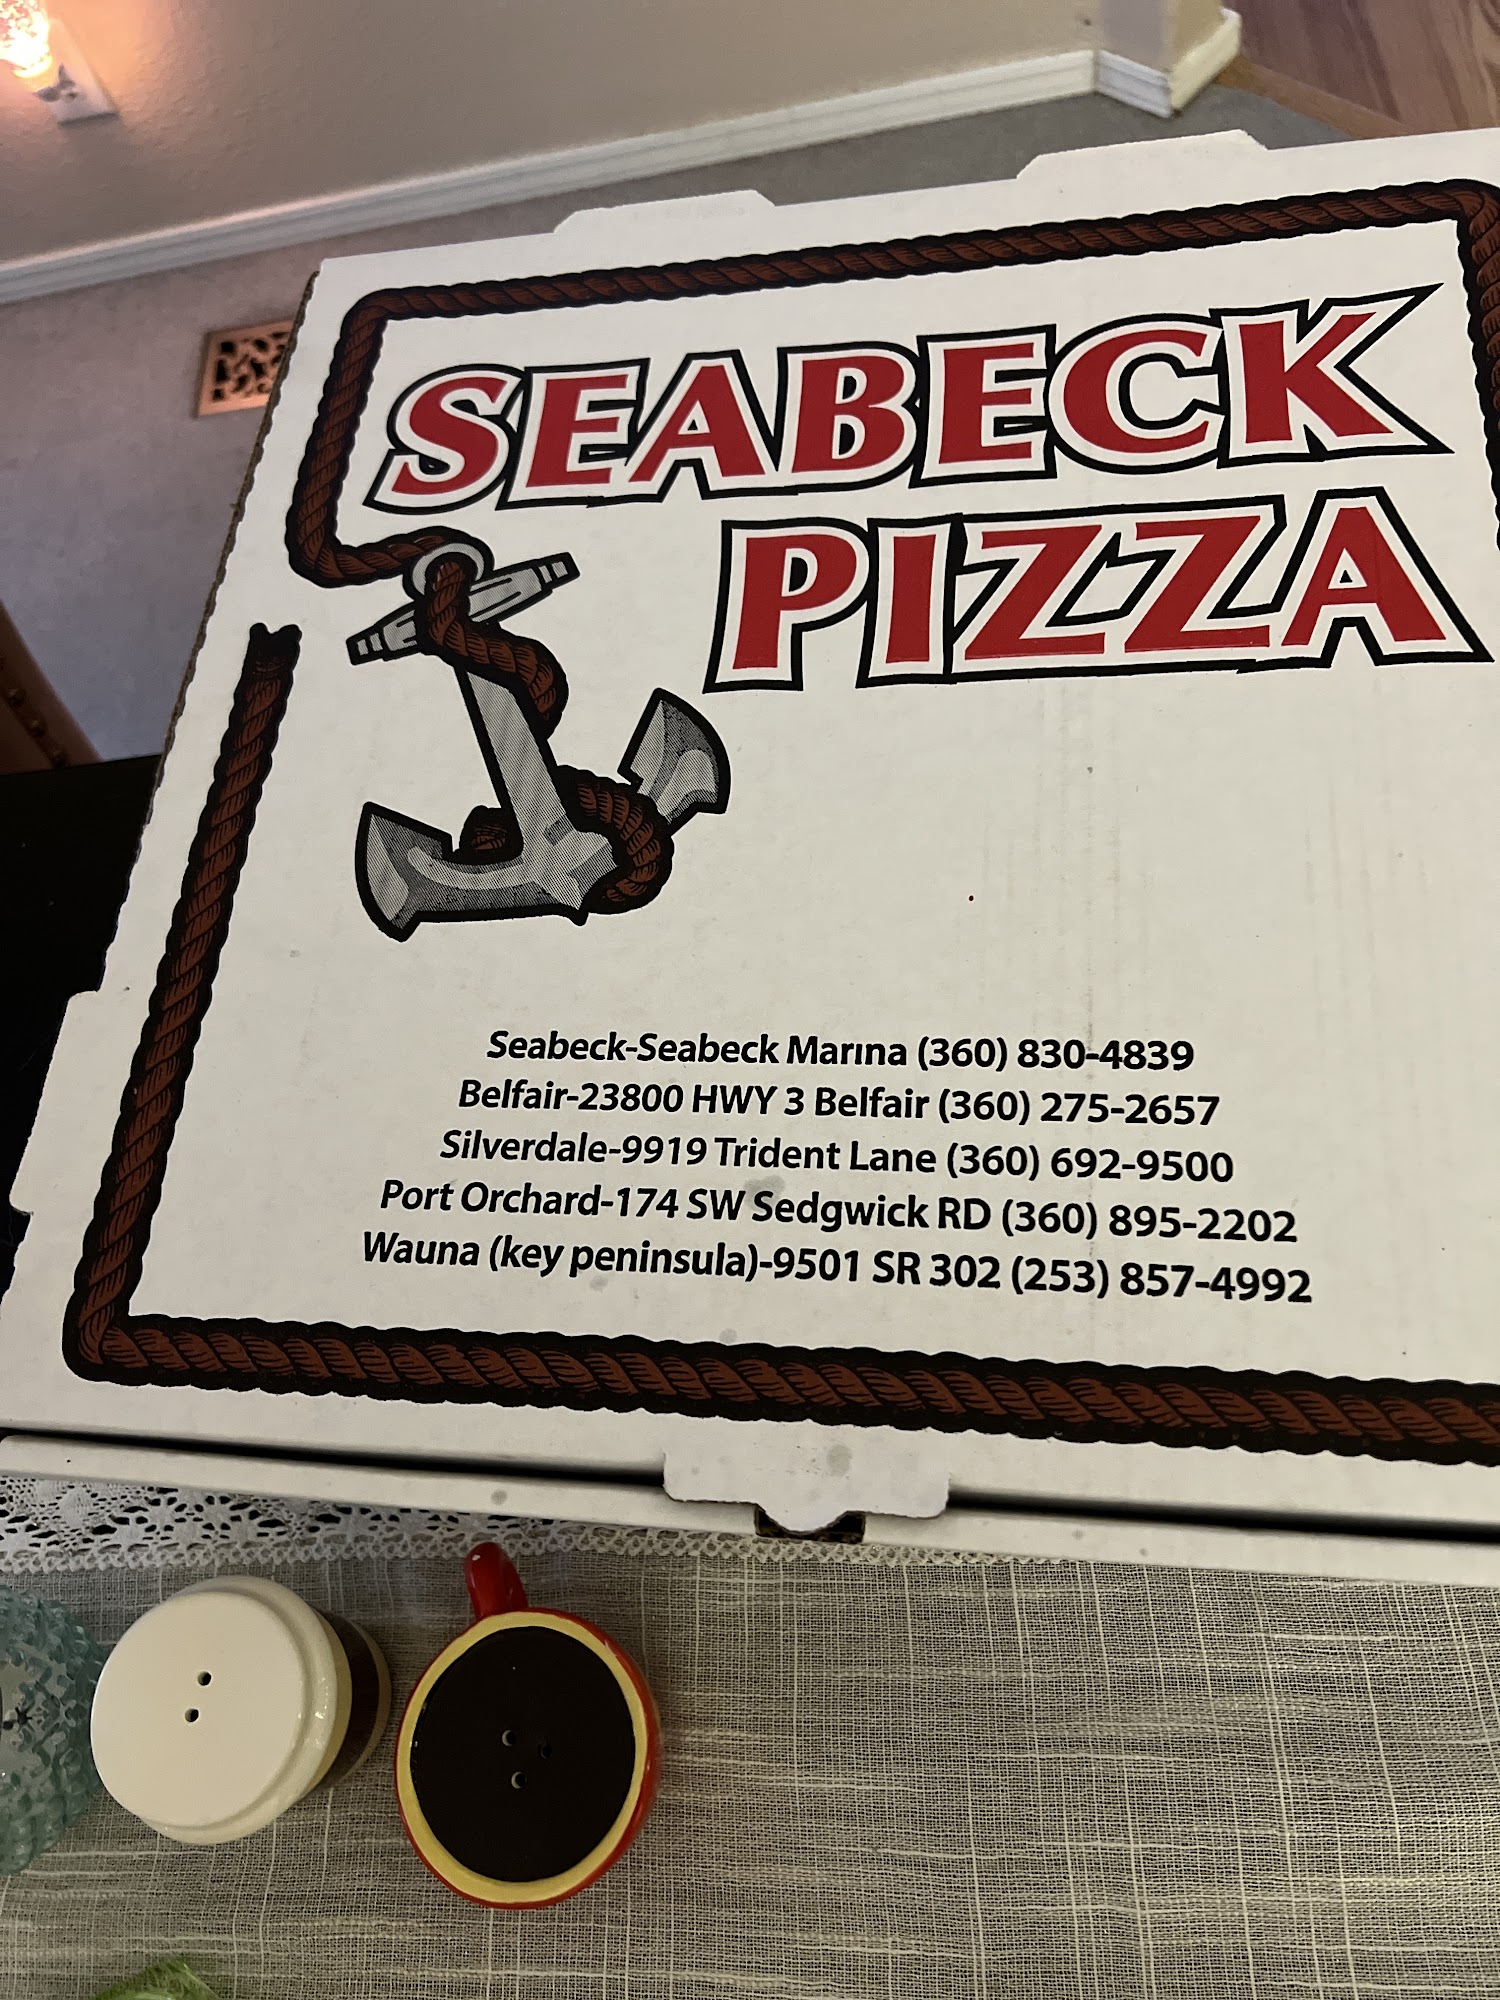 SEABECK
PIZZA
Seabeck-Seabeck Marina (360) 830-4839
Belfair-23800 HWY 3 Belfair (360) 275-2657
Silverdale-9919 Trident Lane (360) 692-9500
Port Orchard-174 SW Sedgwick RD (360) 895-2202
Wauna (key peninsula)-9501 SR 302 (253) 857-4992